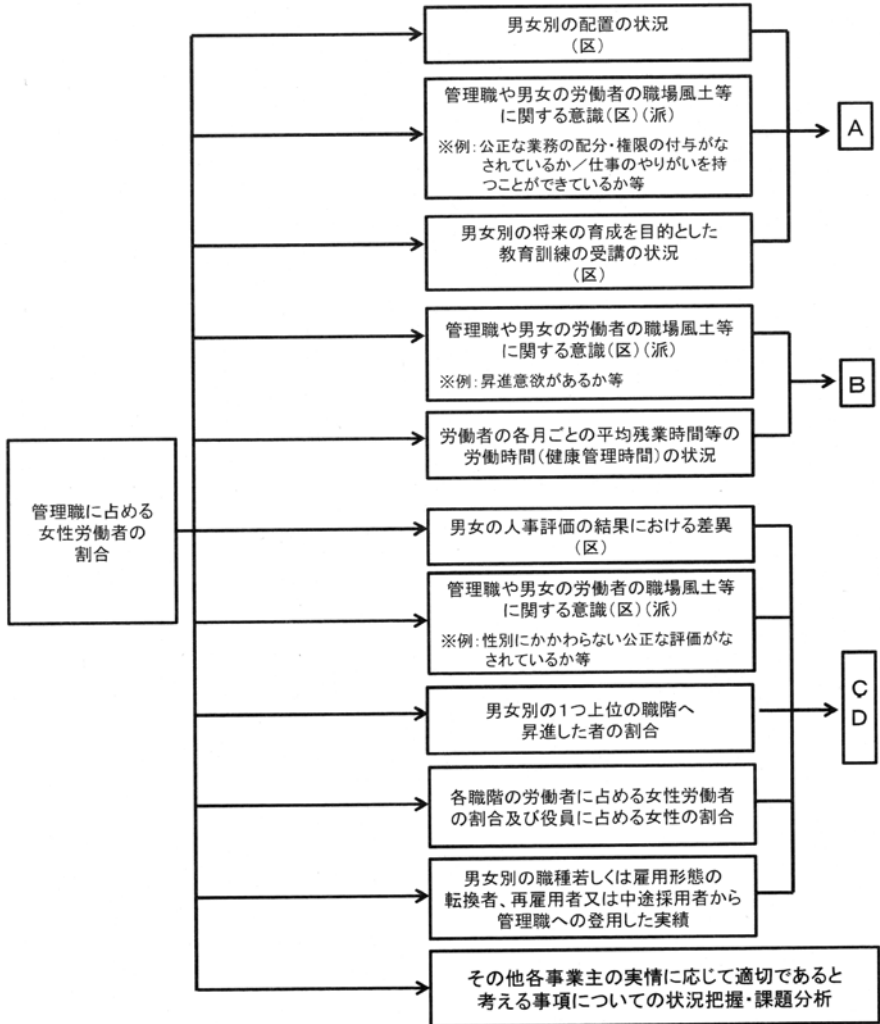 男女別の配置の状況
（区）
管理職や男女の労働者の職場風土等
に関する意識（区）（派）
※例：公正な業務の配分・権限の付与がな
されているか／仕事のやりがいを持
つことができているか等
A
男女別の将来の育成を目的とした
教育訓練の受講の状況
（区）
管理職や男女の労働者の職場風土等
に関する意識（区）（派）
※例：昇進意欲があるか等
B
労働者の各月ごとの平均残業時間等の
労働時間（健康管理時間）の状況
管理職に占める
女性労働者の
割合
男女の人事評価の結果における差異
（区）
管理職や男女の労働者の職場風土等
に関する意識（区）（派）
※例：性別にかかわらない公正な評価がな
されているか等
男女別の１つ上位の職階へ
昇進した者の割合
C
D
各職階の労働者に占める女性労働者
の割合及び役員に占める女性の割合
男女別の職種若しくは雇用形態の
転換者、再雇用者又は中途採用者から
管理職への登用した実績
その他各事業主の実情に応じて適切であると
考える事項についての状況把握・課題分析